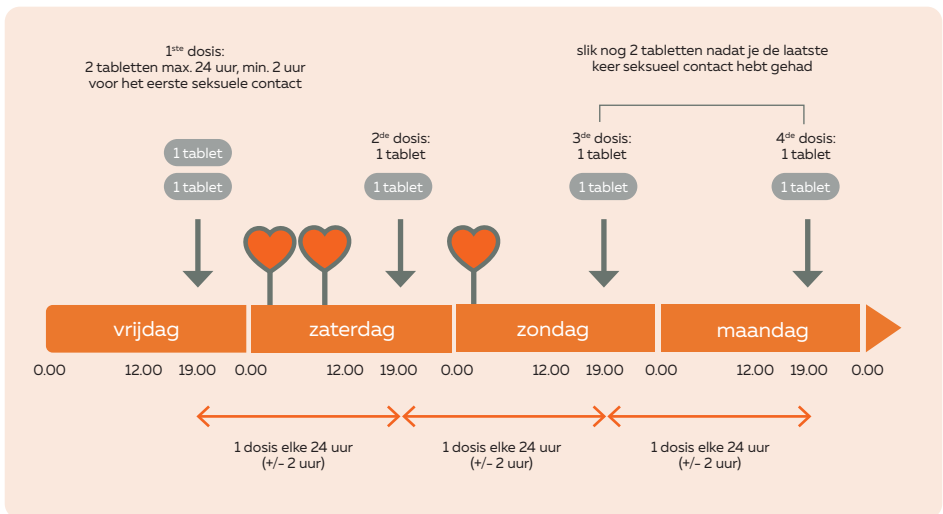 1ste dosis:
2 tabletten max. 24 uur, min. 2 uur
voor het eerste seksuele contact
slik nog 2 tabletten nadat je de laatste
keer seksueel contact hebt gehad
1 tablet
1 tablet
2de dosis:
1 tablet
1 tablet
3de dosis:
1 tablet
1 tablet
4de dosis:
1 tablet
1 tablet
vrijdag
zaterdag
zondag
maandag
0.00 12.00 19.00 0.00 12.00 19.00 0.00 12.00 19.00 0.00 12.00 19.00 0.00
1 dosis elke 24 uur
(+/- 2 uur)
1 dosis elke 24 uur
(+/- 2 uur)
1 dosis elke 24 uur
(+/- 2 uur)